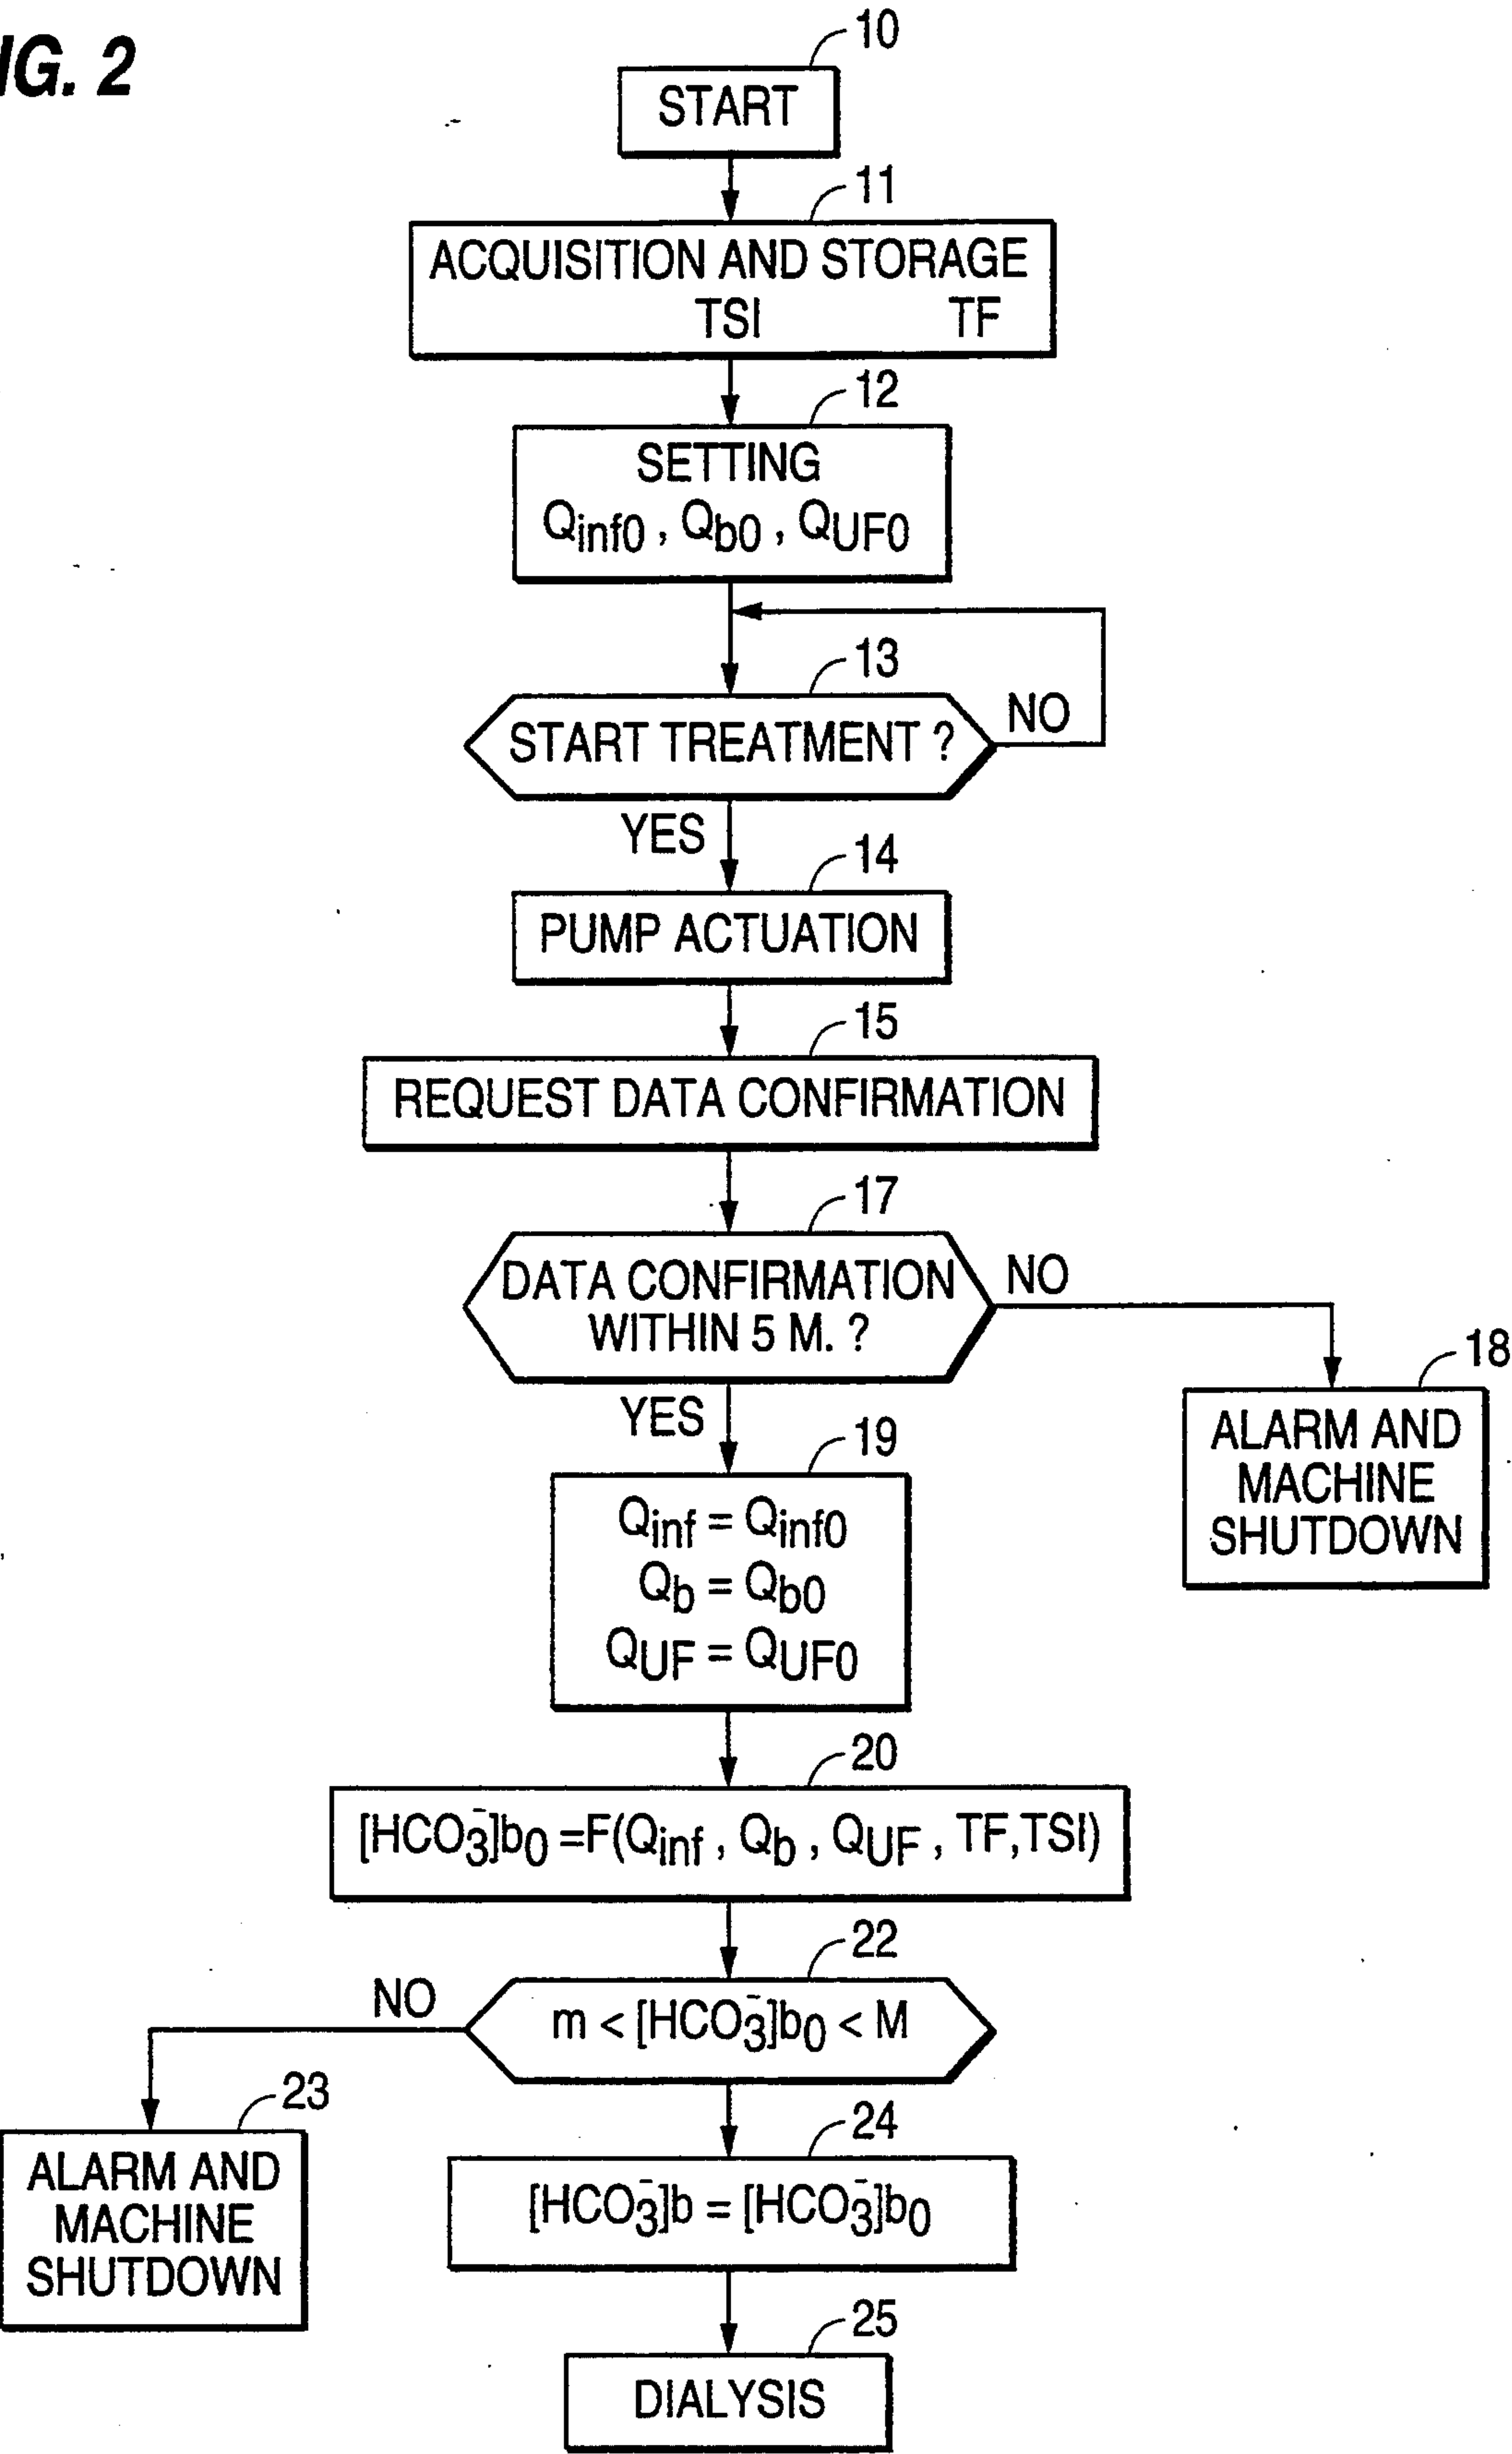 IG. 2
10
START
11
ACQUISITION AND STORAGE
TSI TF
12
SETTING
Qinf0 , Qb0 , QUF0
13
START TREATMENT ?
NO
YES
14
PUMP ACTUATION
15
REQUEST DATA CONFIRMATION
17
DATA CONFIRMATION
WITHIN 5 M. ?
NO
18
ALARM AND
MACHINE
SHUTDOWN
YES
19
Qinf = Qinf0
Qb = Qb0
QUF = QUF0
20
[HCO3⁻]b0 =F(Qinf , Qb , QUF , TF,TSI)
22
m < [HCO3⁻]b0 < M
NO
23
ALARM AND
MACHINE
SHUTDOWN
24
[HCO3⁻]b = [HCO3⁻]b0
25
DIALYSIS